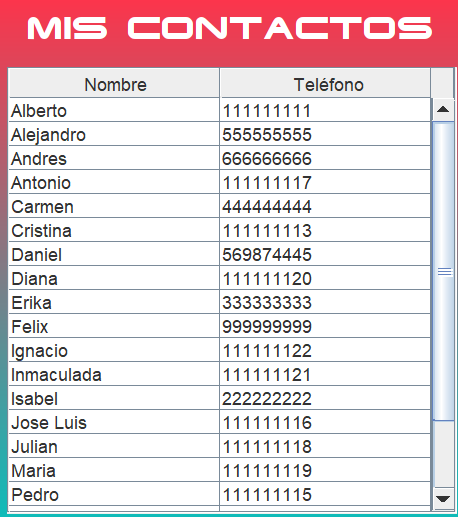 MIS CONTACTOS
Nombre Teléfono
Alberto 111111111
Alejandro 555555555
Andres 666666666
Antonio 111111117
Carmen 444444444
Cristina 111111113
Daniel 569874445
Diana 111111120
Erika 333333333
Felix 999999999
Ignacio 111111122
Inmaculada 111111121
Isabel 222222222
Jose Luis 111111116
Julian 111111118
Maria 111111119
Pedro 111111115